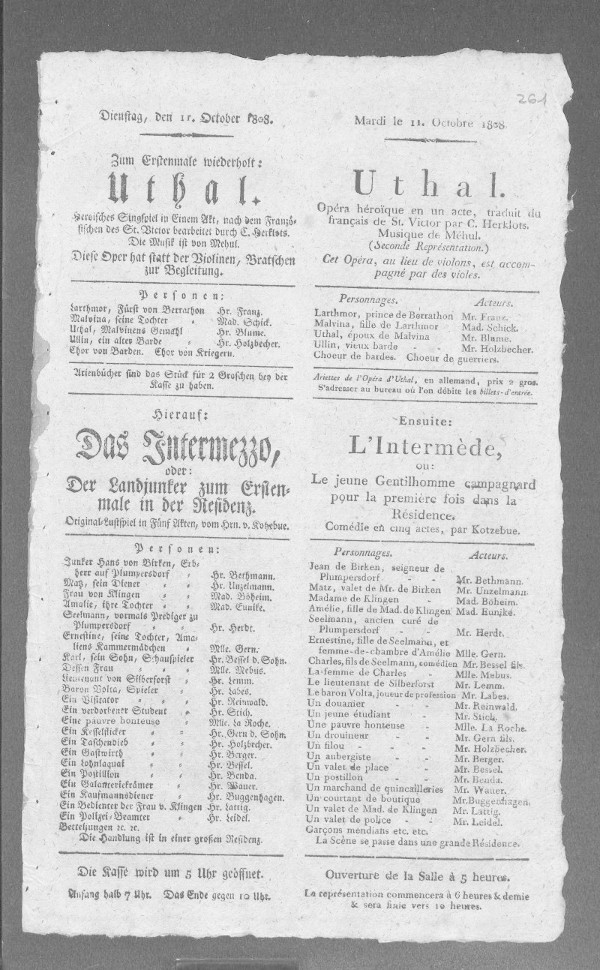 261
Dienstag, den 11. October 1808.
Zum Erstenmale wiederholt:
Uthal.
Heroisches Singspiel in Einem Akt, nach dem Französ-
sischen des St. Victor bearbeitet durch C. Herklots.
Die Musik ist von Mehul.
Diese Oper hat statt der Violinen, Bratschen
zur Begleitung.
Personen:
Larthmor, Fürst von Berrathon Hr. Franz.
Malvina, seine Tochter Mad. Schick.
Uthal, Malvinens Gemahl Hr. Blume.
Ullin, ein alter Barde Hr. Holzbecher.
Chor von Barden. Chor von Kriegern.
Arienbücher sind das Stück für 2 Groschen bey der
Kasse zu haben.
Hierauf:
Das Intermezzo,
oder:
Der Landjunker zum Ersten-
male in der Residenz.
Original-Lustspiel in Fünf Akten, vom Hrn. v. Kotzebue.
Personen:
Junker Hans von Birken, Erb-
herr auf Plumpersdorf Hr. Bethmann.
Matz, sein Diener Hr. Unzelmann.
Frau von Klingen Mad. Böheim.
Amalie, ihre Tochter Mad. Eunike.
Seelmann, vormals Prediger zu
Plumpersdorf Hr. Herdt.
Ernestine, seine Tochter, Ama-
liens Kammermädchen Mlle. Gern.
Karl, sein Sohn, Schauspieler Hr. Bessel d. Sohn.
Dessen Frau Mlle. Mebus.
Lieutenant von Silberforst Hr. Lemm.
Baron Volta, Spieler Hr. Labes.
Ein Visitator Hr. Reinwald.
Ein verdorbener Student Hr. Stich.
Eine pauvre honteuse Mlle. La Roche.
Ein Kesselflicker Hr. Gern d. Sohn.
Ein Taschendieb Hr. Holzbecher.
Ein Gastwirth Hr. Berger.
Ein Lohnlaquai Hr. Bessel.
Ein Postillon Hr. Benda.
Ein Galanteriekrämer Hr. Wauer.
Ein Kaufmannsdiener Hr. Buggenhagen.
Ein Bedienter der Frau v. Klingen Hr. Lattig.
Ein Polizei-Beamter Hr. Leidel.
Betteljungen ꝛc. ꝛc.
Die Handlung ist in einer großen Residenz.
Die Kasse wird um 5 Uhr geöffnet.
Anfang halb 7 Uhr. Das Ende gegen 10 Uhr.
Mardi le 11. Octobre 1808.
Uthal.
Opéra héroïque en un acte, traduit du
français de St. Victor par C. Herklots.
Musique de Méhul.
(Seconde Représentation.)
Cet Opéra, au lieu de violons, est accom-
pagné par des violes.
Personnages. Acteurs.
Larthmor, prince de Berrathon Mr. Franz.
Malvina, fille de Larthmor Mad. Schick.
Uthal, époux de Malvina Mr. Blume.
Ullin, vieux barde - - Mr. Holzbecher.
Choeur de bardes. Choeur de guerriers.
Ariettes de l'Opéra d'Uthal, en allemand, prix 2 gros.
S'adresser au bureau où l'on débite les billets-d'entrée.
Ensuite:
L'Intermède,
ou:
Le jeune Gentilhomme campagnard
pour la première fois dans la
Résidence.
Comédie en cinq actes, par Kotzebue.
Personnages. Acteurs.
Jean de Birken, seigneur de
Plumpersdorf - - Mr. Bethmann.
Matz, valet de Mr. de Birken Mr. Unzelmann.
Madame de Klingen - Mad. Böheim.
Amélie, fille de Mad. de Klingen Mad. Eunike.
Seelmann, ancien curé de
Plumpersdorf - - Mr. Herdt.
Ernestine, fille de Seelmann, et
femme-de-chambre d'Amélie Mlle. Gern.
Charles, fils de Seelmann, comédien Mr. Bessel fils.
La femme de Charles - Mlle. Mebus.
Le lieutenant de Silberforst Mr. Lemm.
Le baron Volta, joueur de profession Mr. Labes.
Un douanier - - Mr. Reinwald.
Un jeune étudiant - Mr. Stich.
Une pauvre honteuse - Mlle. La Roche.
Un drouineur - - Mr. Gern fils.
Un filou - - - Mr. Holzbecher.
Un aubergiste - - Mr. Berger.
Un valet de place - Mr. Bessel.
Un postillon - - Mr. Benda.
Un marchand de quincailleries Mr. Wauer.
Un courtant de boutique Mr. Buggenhagen.
Un valet de Mad. de Klingen Mr. Lattig.
Un valet de police - Mr. Leidel.
Garçons mendians etc. etc.
La Scène se passe dans une grande Résidence.
Ouverture de la Salle à 5 heures.
La représentation commencera à 6 heures & demie
& sera finie vers 10 heures.